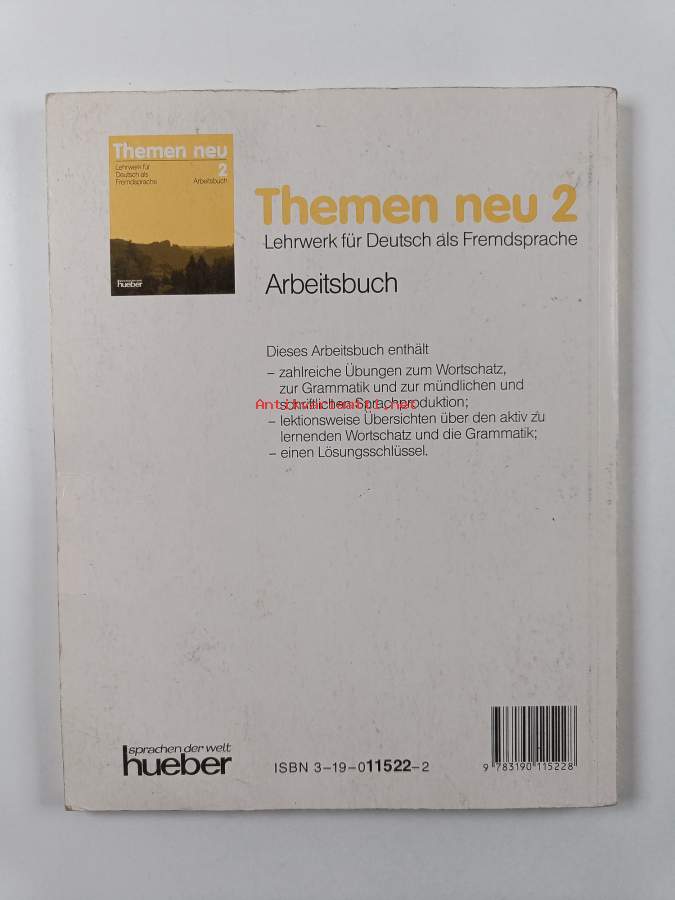 Themen neu
2
Lehrwerk für
Deutsch als
Fremdsprache
Arbeitsbuch
hueber
Themen neu 2
Lehrwerk für Deutsch als Fremdsprache
Arbeitsbuch
Dieses Arbeitsbuch enthält
– zahlreiche Übungen zum Wortschatz,
zur Grammatik und zur mündlichen und
schriftlichen Sprachproduktion;
– lektionsweise Übersichten über den aktiv zu
lernenden Wortschatz und die Grammatik;
– einen Lösungsschlüssel.
sprachen der welt
hueber
ISBN 3–19–011522–2
9 783190 115228